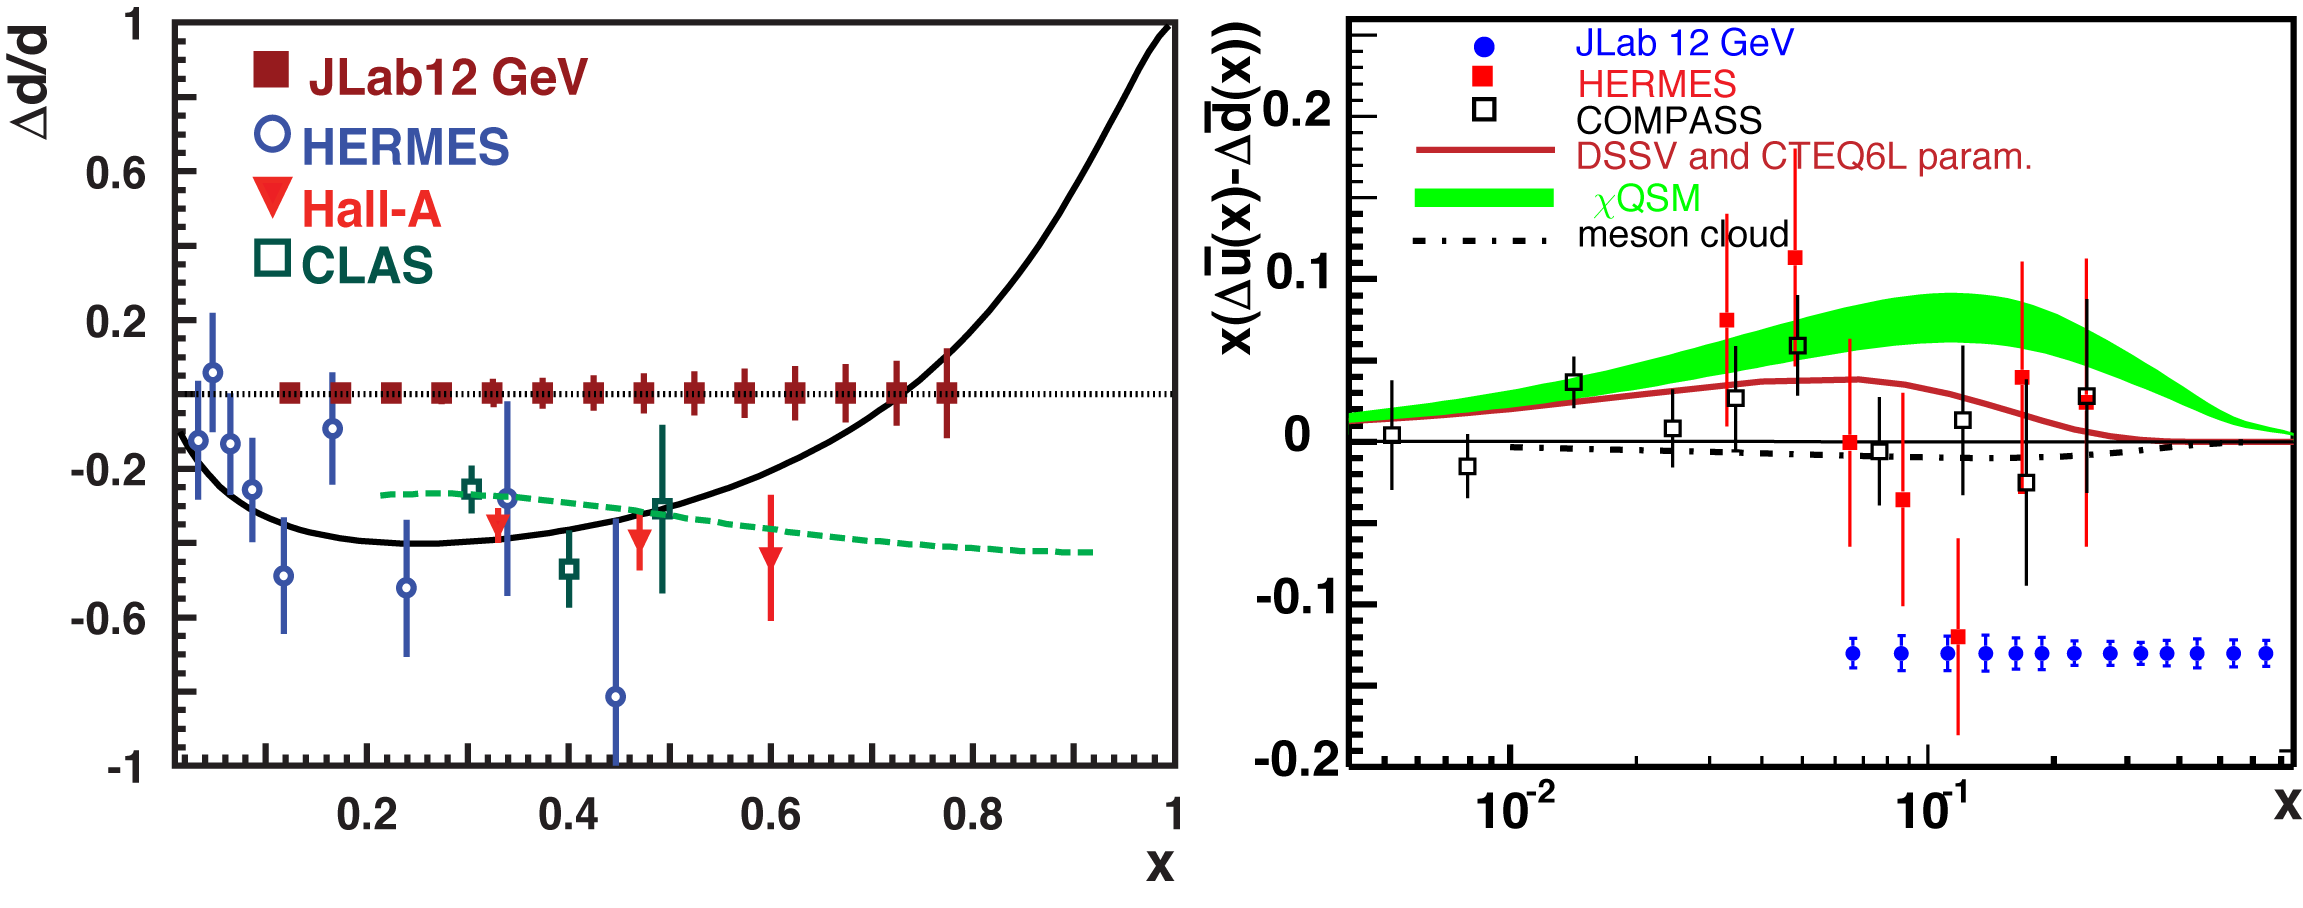 Δd/d
1
0.6
0.2
-0.2
-0.6
-1
JLab12 GeV
HERMES
Hall-A
CLAS
0.2
0.4
0.6
0.8
1
x
x(Δu̅(x)-Δd̅(x))
0.2
0.1
0
-0.1
-0.2
JLab 12 GeV
HERMES
COMPASS
DSSV and CTEQ6L param.
χQSM
meson cloud
10⁻²
10⁻¹
x